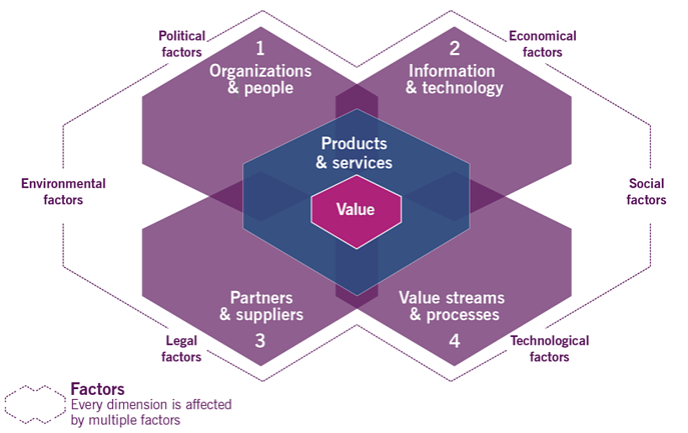 Political
factors
Economical
factors
1
Organizations
& people
2
Information
& technology
Products
& services
Environmental
factors
Value
Social
factors
Partners
& suppliers
3
Value streams
& processes
4
Legal
factors
Technological
factors
Factors
Every dimension is affected
by multiple factors